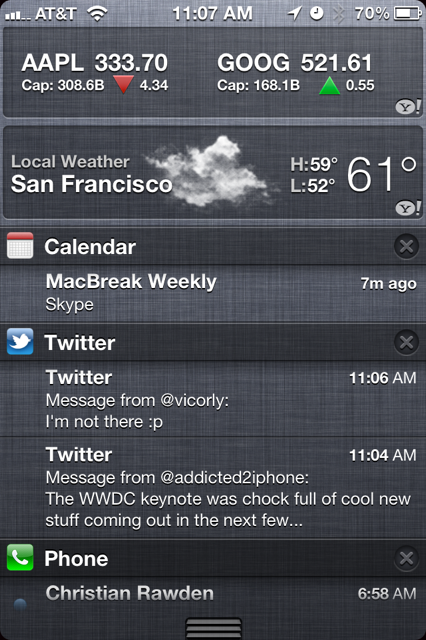 AT&T 11:07 AM 70%
AAPL 333.70 GOOG 521.61
Cap: 308.6B 4.34 Cap: 168.1B 0.55
Y!
Local Weather
San Francisco
H:59°
L:52°
61°
Y!
Calendar
MacBreak Weekly 7m ago
Skype
Twitter
Twitter 11:06 AM
Message from @vicorly:
I'm not there :p
Twitter 11:04 AM
Message from @addicted2iphone:
The WWDC keynote was chock full of cool new
stuff coming out in the next few...
Phone
Christian Rawden 6:58 AM